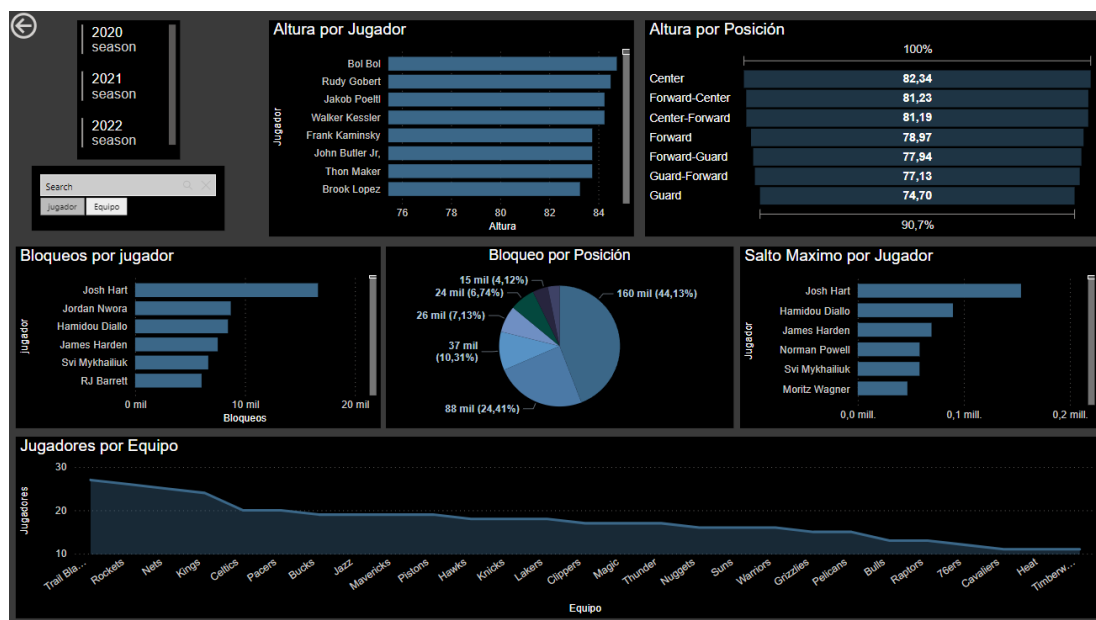 2020
season
2021
season
2022
season
Search
jugador
Equipo
Altura por Jugador
Jugador
Bol Bol
Rudy Gobert
Jakob Poeltl
Walker Kessler
Frank Kaminsky
John Butler Jr,
Thon Maker
Brook Lopez
76 78 80 82 84
Altura
Altura por Posición
100%
Center 82,34
Forward-Center 81,23
Center-Forward 81,19
Forward 78,97
Forward-Guard 77,94
Guard-Forward 77,13
Guard 74,70
90,7%
Bloqueos por jugador
jugador
Josh Hart
Jordan Nwora
Hamidou Diallo
James Harden
Svi Mykhailiuk
RJ Barrett
0 mil 10 mil 20 mil
Bloqueos
Bloqueo por Posición
15 mil (4,12%)
24 mil (6,74%)
160 mil (44,13%)
26 mil (7,13%)
37 mil
(10,31%)
88 mil (24,41%)
Salto Maximo por Jugador
Jugador
Josh Hart
Hamidou Diallo
James Harden
Norman Powell
Svi Mykhailiuk
Moritz Wagner
0,0 mill. 0,1 mill. 0,2 mill.
Jugadores por Equipo
Jugadores
30
20
10
Trail Bla... Rockets Nets Kings Celtics Pacers Bucks Jazz Mavericks Pistons Hawks Knicks Lakers Clippers Magic Thunder Nuggets Suns Warriors Grizzlies Pelicans Bulls Raptors 76ers Cavaliers Heat Timberw...
Equipo